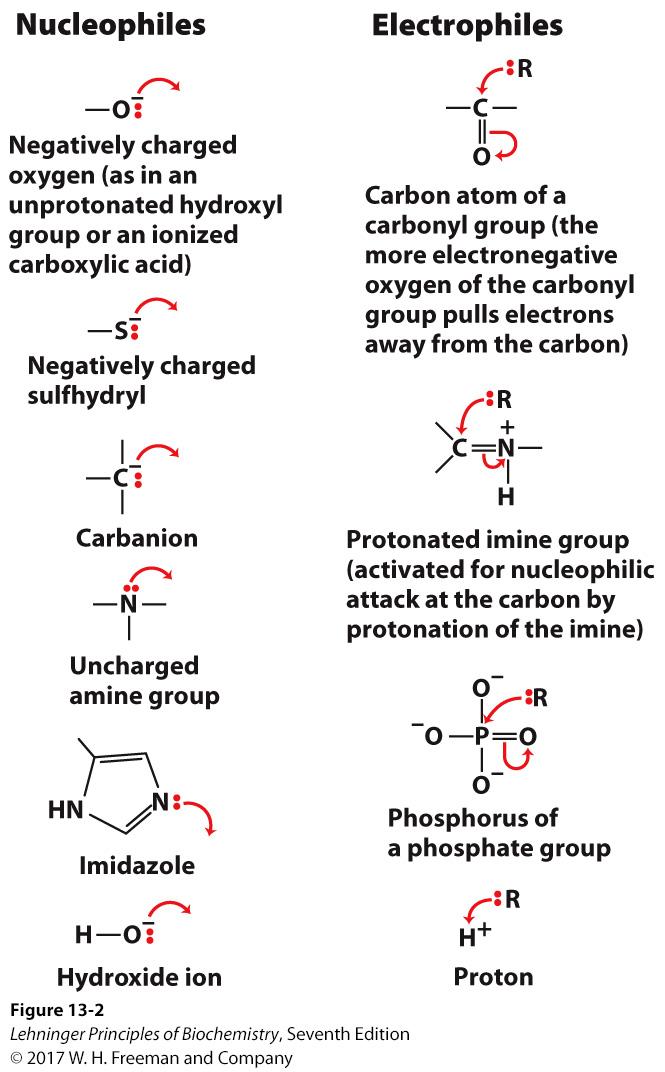 Nucleophiles
—O:⁻
Negatively charged
oxygen (as in an
unprotonated hydroxyl
group or an ionized
carboxylic acid)
—S:⁻
Negatively charged
sulfhydryl
—C:⁻
Carbanion
—N—
Uncharged
amine group
HN
N:
Imidazole
H—O:⁻
Hydroxide ion
Electrophiles
:R
—C—
O
Carbon atom of a
carbonyl group (the
more electronegative
oxygen of the carbonyl
group pulls electrons
away from the carbon)
:R
+
C=N—
H
Protonated imine group
(activated for nucleophilic
attack at the carbon by
protonation of the imine)
O⁻
:R
⁻O—P=O
O⁻
Phosphorus of
a phosphate group
:R
H⁺
Proton
Figure 13-2
Lehninger Principles of Biochemistry, Seventh Edition
© 2017 W. H. Freeman and Company